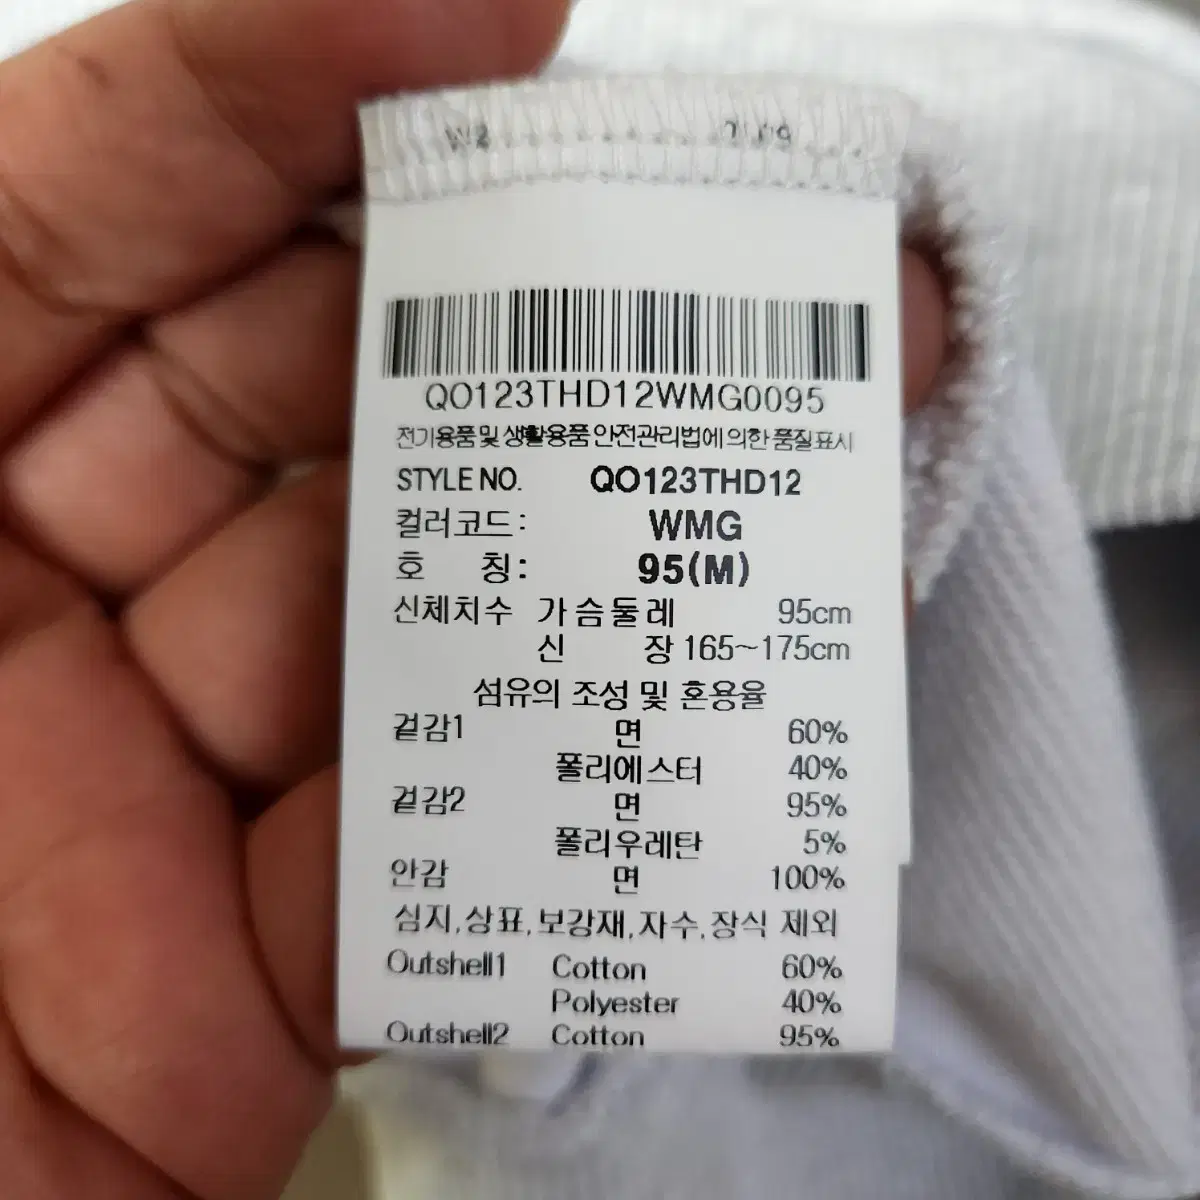 QO123THD12WMG0095
전기용품 및 생활용품 안전관리법에 의한 품질표시
STYLE NO. QO123THD12
컬러코드: WMG
호 칭: 95(M)
신체치수 가슴둘레 95cm
신 장 165~175cm
섬유의 조성 및 혼용율
겉감1 면 60%
폴리에스터 40%
겉감2 면 95%
폴리우레탄 5%
안감 면 100%
심지,상표,보강재,자수,장식 제외
Outshell1 Cotton 60%
Polyester 40%
Outshell2 Cotton 95%